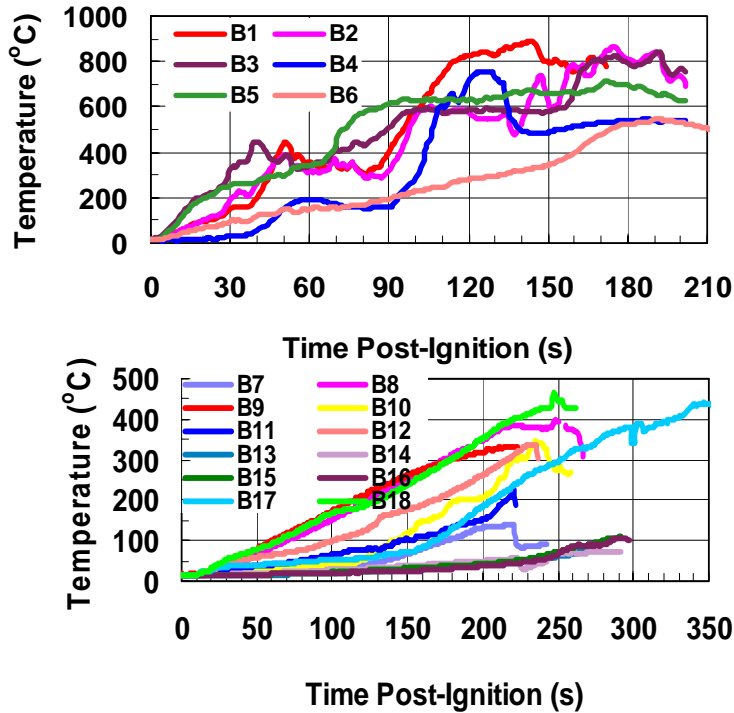 1000
800
600
400
200
0
Temperature (°C)
B1 B2
B3 B4
B5 B6
0 30 60 90 120 150 180 210
Time Post-Ignition (s)
500
400
300
200
100
0
Temperature (°C)
B7 B8
B9 B10
B11 B12
B13 B14
B15 B16
B17 B18
0 50 100 150 200 250 300 350
Time Post-Ignition (s)